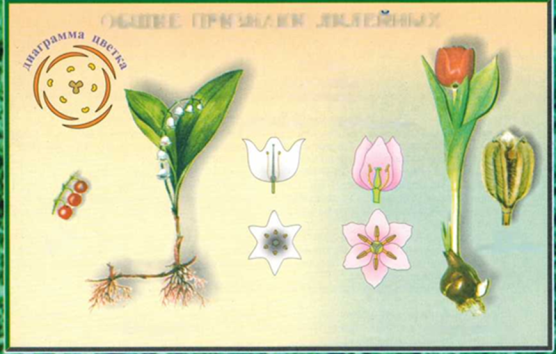 ОБЩИЕ ПРИЗНАКИ ЛИЛЕЙНЫХ
диаграмма цветка